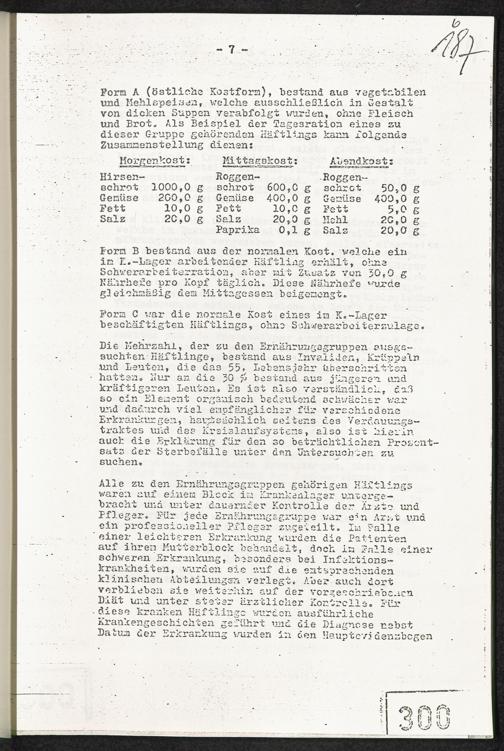 - 7 -
6
187
Form A (östliche Kostform), bestand aus vegetabilen
und Mehlspeisen, welche ausschließlich in Gestalt
von dicken Suppen verabfolgt wurden, ohne Fleisch
und Brot. Als Beispiel der Tagesration eines zu
dieser Gruppe gehörenden Häftlings kann folgende
Zusammenstellung dienen:
Morgenkost: Mittagskost: Abendkost:
Hirsen- Roggen- Roggen-
schrot 1000,0 g schrot 600,0 g schrot 50,0 g
Gemüse 200,0 g Gemüse 400,0 g Gemüse 400,0 g
Fett 10,0 g Fett 10,0 g Fett 5,0 g
Salz 20,0 g Salz 20,0 g Mehl 20,0 g
Paprika 0,1 g Salz 20,0 g
Form B bestand aus der normalen Kost. welche ein
im K.-Lager arbeitender Häftling erhält, ohne
Schwerarbeiterration, aber mit Zusatz von 30,0 g
Nährhefe pro Kopf täglich. Diese Nährhefe wurde
gleichmäßig dem Mittagessen beigemengt.
Form C war die normale Kost eines im K.-Lager
beschäftigten Häftlings, ohne Schwerarbeiterzulage.
Die Mehrzahl, der zu den Ernährungsgruppen ausge-
suchten Häftlinge, bestand aus Invaliden, Krüppeln
und Leuten, die das 55. Lebensjahr überschritten
hatten. Nur an die 30 % bestand aus jüngeren und
kräftigeren Leuten. Es ist also verständlich, daß
so ein Element organisch bedeutend schwächer war
und dadurch viel empfänglicher für verschiedene
Erkrankungen, hauptsächlich seitens des Verdauungs-
traktes und des Kreislaufsystems, also ist hierin
auch die Erklärung für den so beträchtlichen Prozent-
satz der Sterbefälle unter den Untersuchten zu
suchen.
Alle zu den Ernährungsgruppen gehörigen Häftlinge
waren auf einem Block im Krankenlager unterge-
bracht und unter dauernder Kontrolle der Ärzte und
Pfleger. Für jede Ernährungsgruppe war ein Arzt und
ein professioneller Pfleger zugeteilt. Im Falle
einer leichteren Erkrankung wurden die Patienten
auf ihren Mutterblock behandelt, doch in Falle einer
schweren Erkrankung, besonders bei Infektions-
krankheiten, wurden sie auf die entsprechenden
klinischen Abteilungen verlegt. Aber auch dort
verblieben sie weiterhin auf der vorgeschriebenen
Diät und unter steter ärztlicher Kontrolle. Für
diese kranken Häftlinge wurden ausführliche
Krankengeschichten geführt und die Diagnose nebst
Datum der Erkrankung wurden in den Hauptevidenzbogen
300